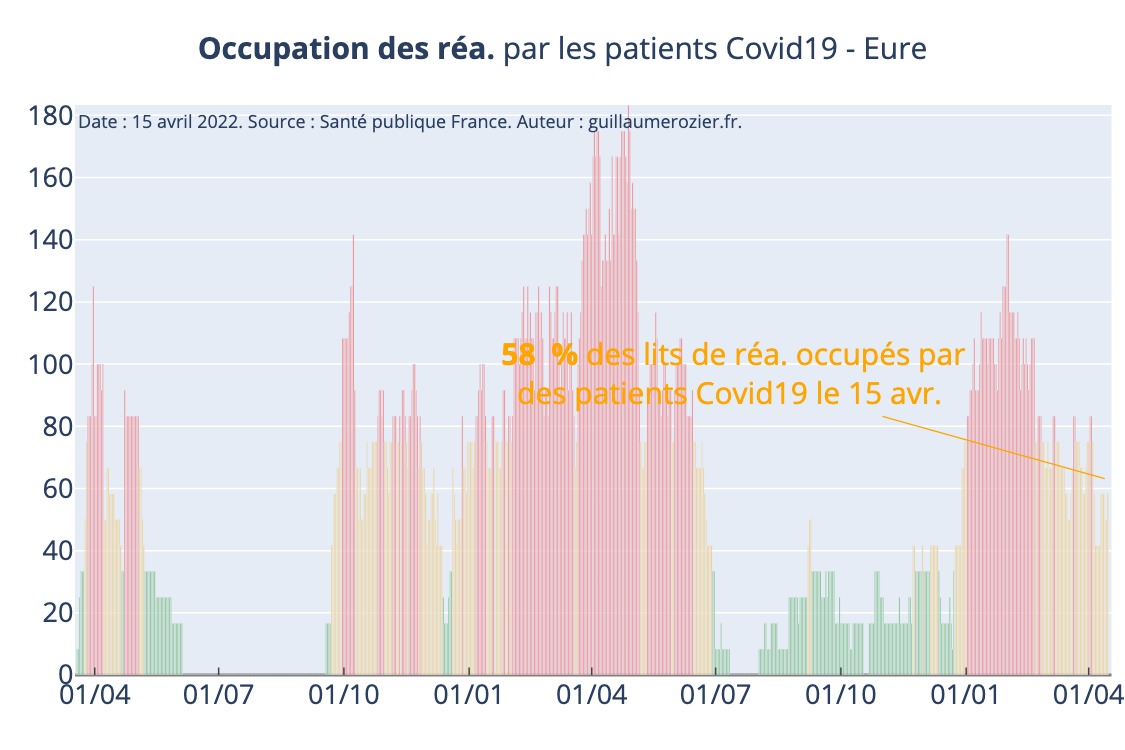 Occupation des réa. par les patients Covid19 - Eure
180
Date : 15 avril 2022. Source : Santé publique France. Auteur : guillaumerozier.fr.
160
140
120
100
58 % des lits de réa. occupés par
des patients Covid19 le 15 avr.
80
60
40
20
0
01/04 01/07 01/10 01/01 01/04 01/07 01/10 01/01 01/04